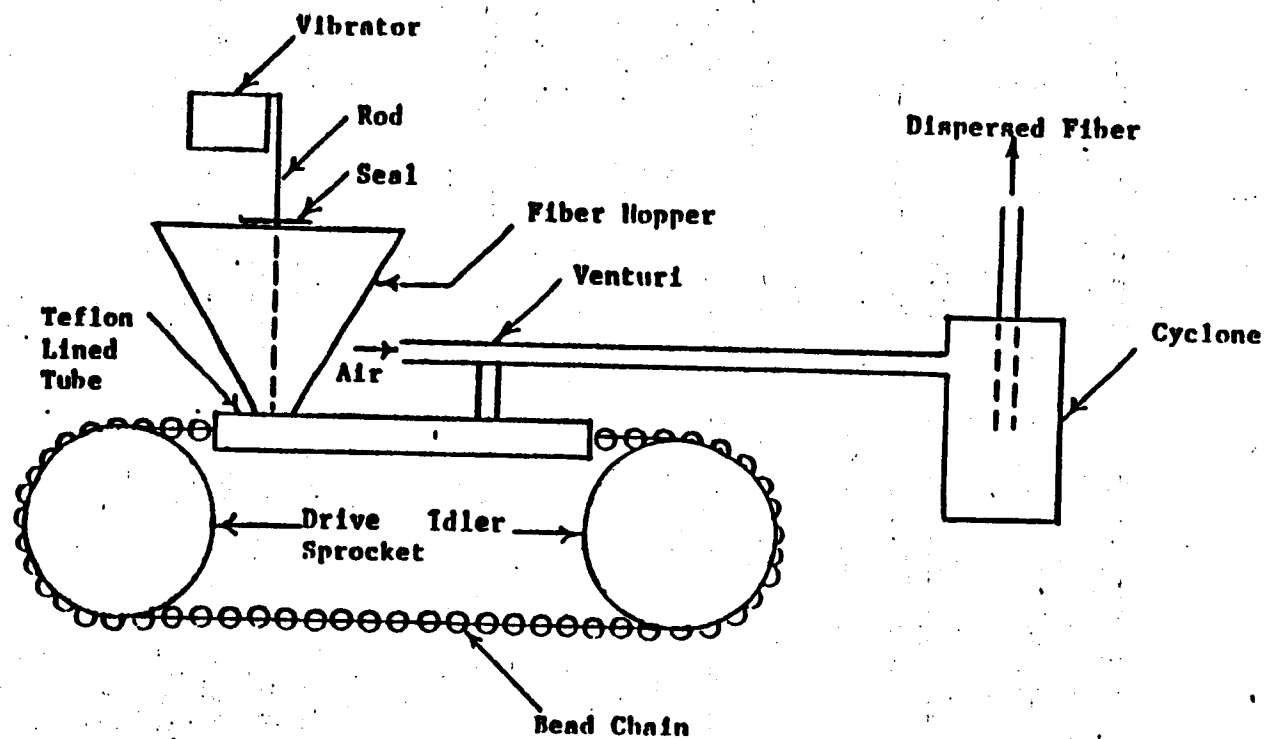 Vibrator
Rod
Seal
Dispersed Fiber
Fiber Hopper
Venturi
Teflon
Lined
Tube
Air
Cyclone
Drive
Sprocket
Idler
Bead Chain